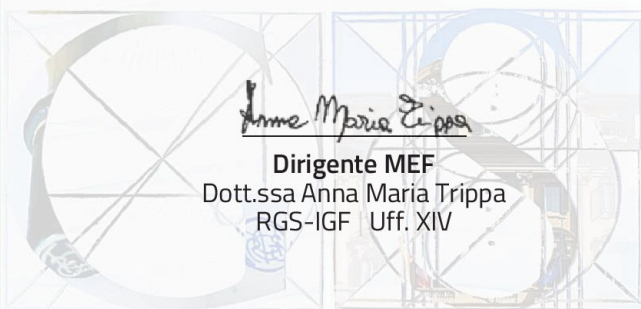 Anna Maria Trippa
Dirigente MEF
Dott.ssa Anna Maria Trippa
RGS-IGF Uff. XIV